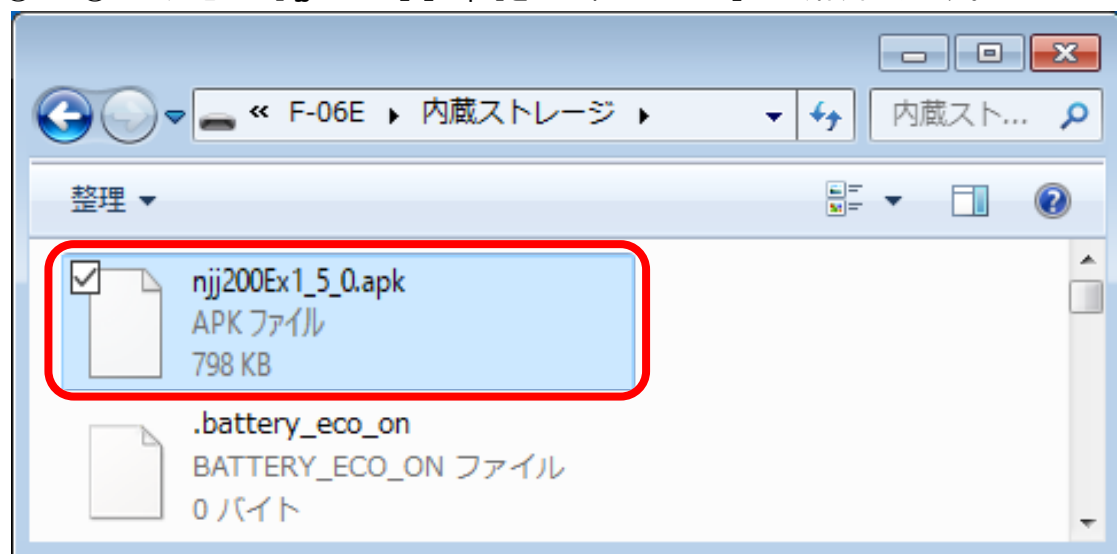 « F-06E ▸ 内蔵ストレージ ▸
内蔵スト...
整理 ▼
njj200Ex1_5_0.apk
APK ファイル
798 KB
.battery_eco_on
BATTERY_ECO_ON ファイル
0 バイト